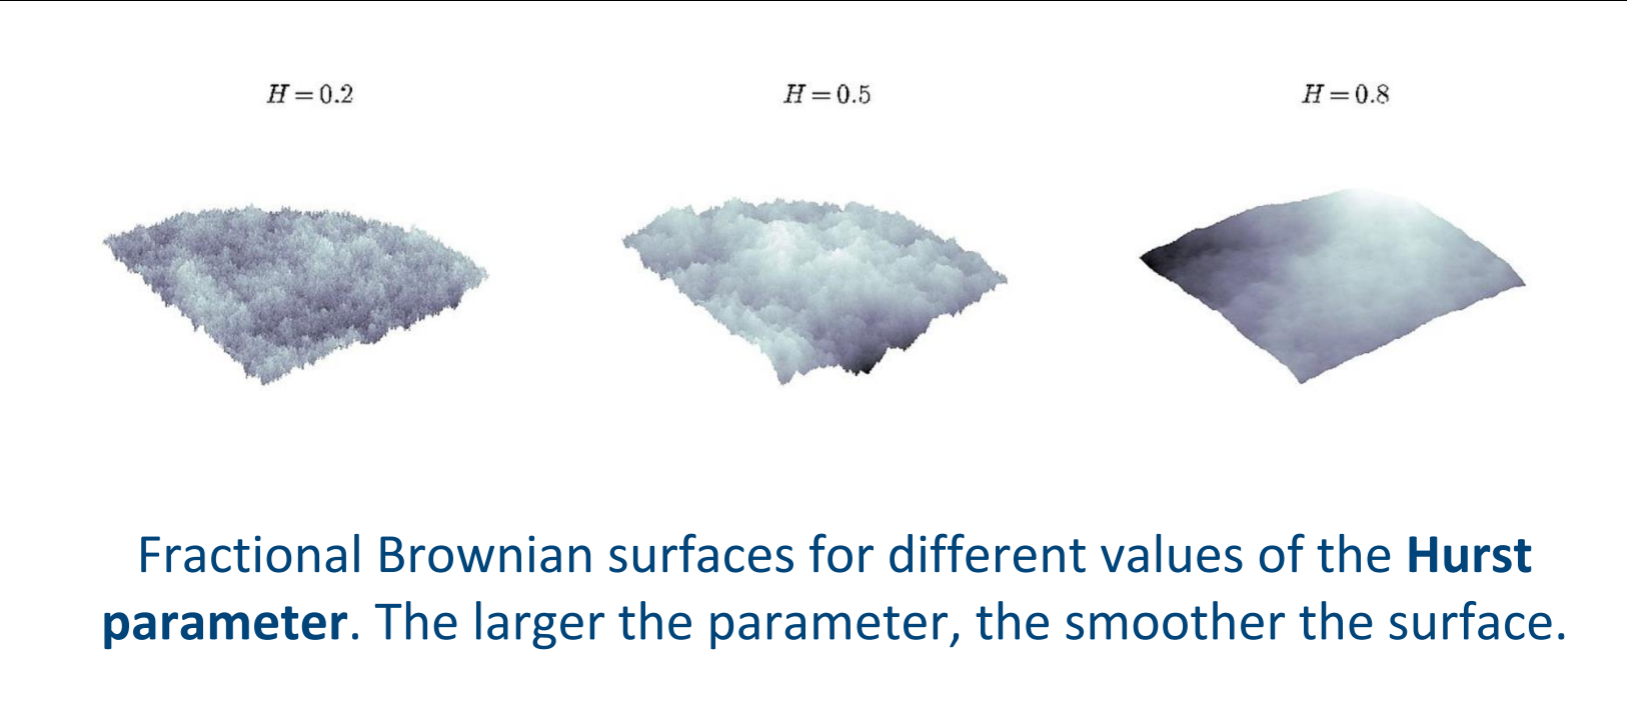 H = 0.2
H = 0.5
H = 0.8
Fractional Brownian surfaces for different values of the Hurst
parameter. The larger the parameter, the smoother the surface.